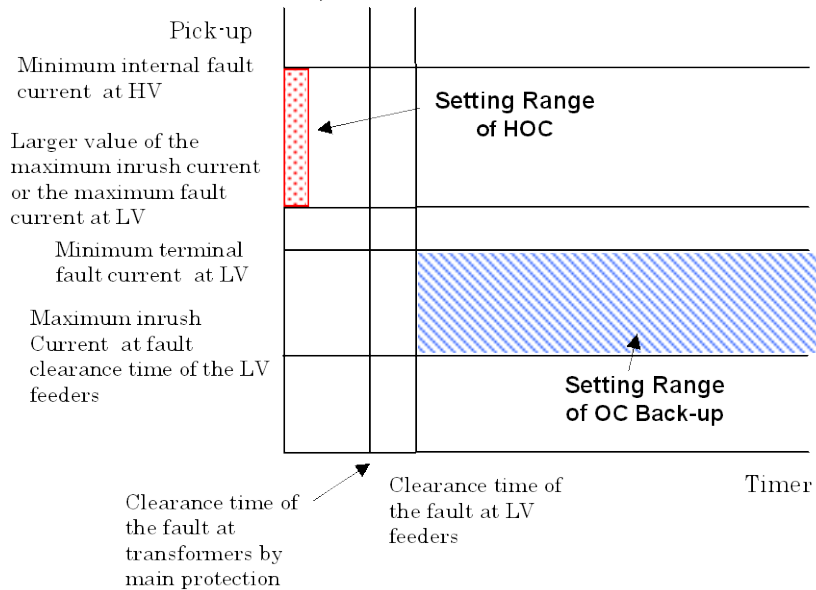 Pick-up
Minimum internal fault
current at HV
Setting Range
of HOC
Larger value of the
maximum inrush current
or the maximum fault
current at LV
Minimum terminal
fault current at LV
Maximum inrush
Current at fault
clearance time of the LV
feeders
Setting Range
of OC Back-up
Timer
Clearance time of
the fault at
transformers by
main protection
Clearance time of
the fault at LV
feeders